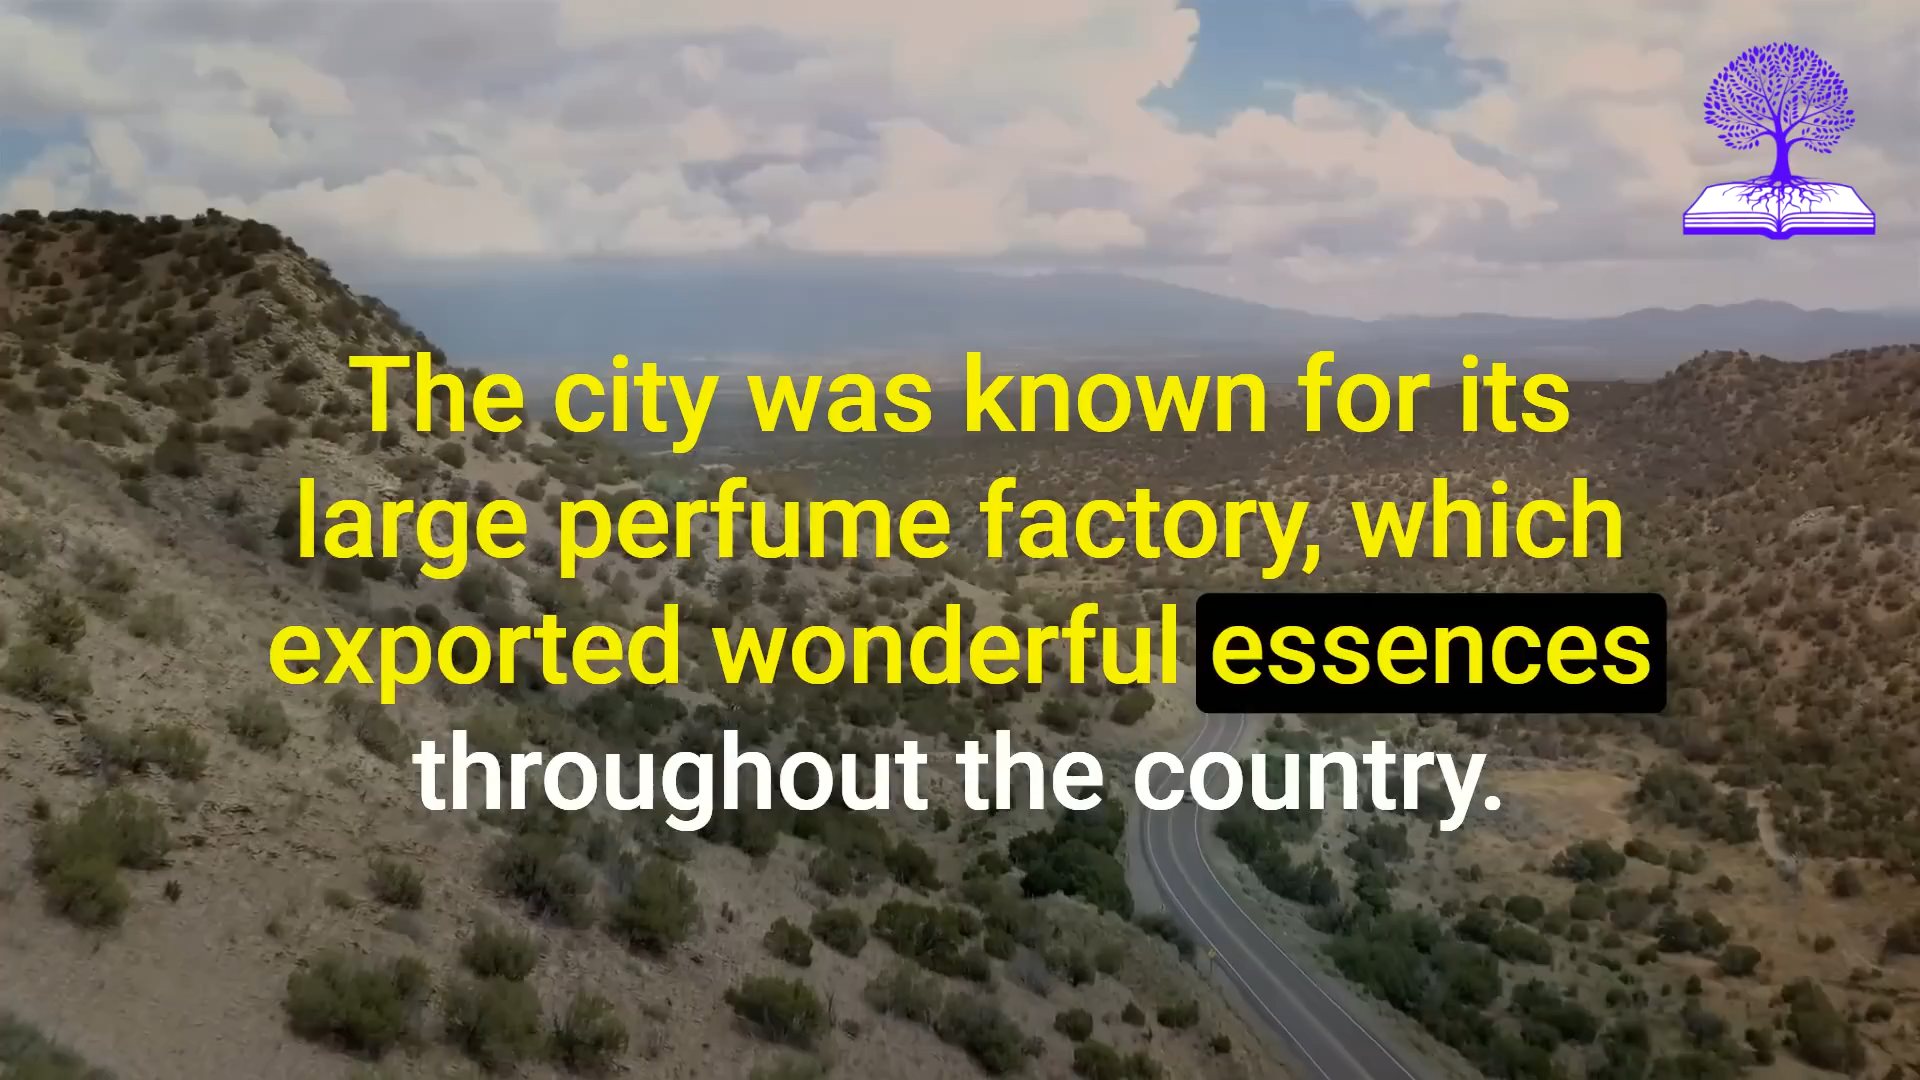 The city was known for its
large perfume factory, which
exported wonderful essences
throughout the country.